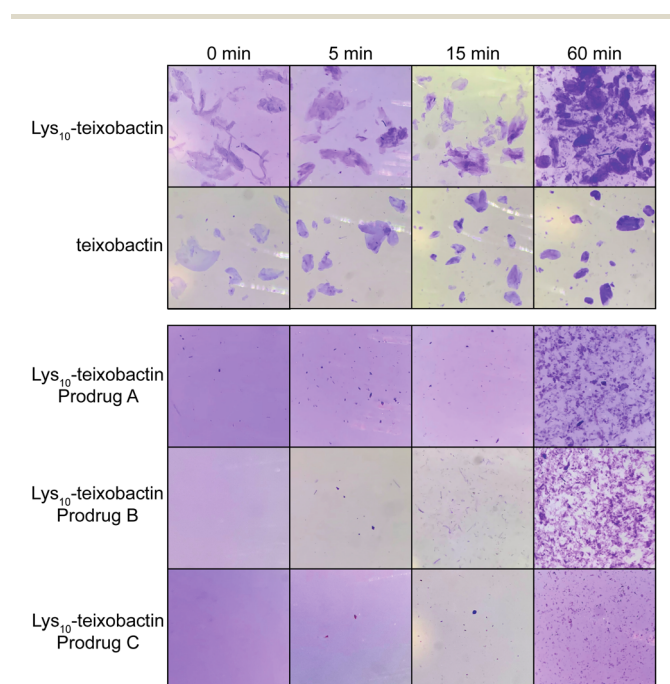 0 min 5 min 15 min 60 min
Lys₁₀-teixobactin
teixobactin
Lys₁₀-teixobactin
Prodrug A
Lys₁₀-teixobactin
Prodrug B
Lys₁₀-teixobactin
Prodrug C